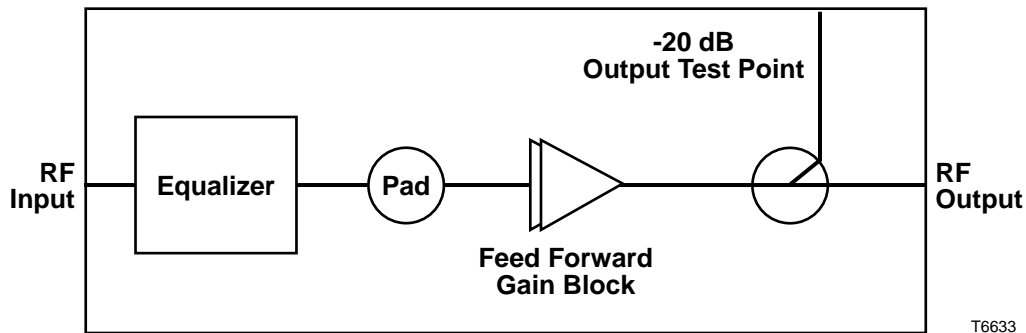 -20 dB
Output Test Point
RF
Input
Equalizer
Pad
RF
Output
Feed Forward
Gain Block
T6633